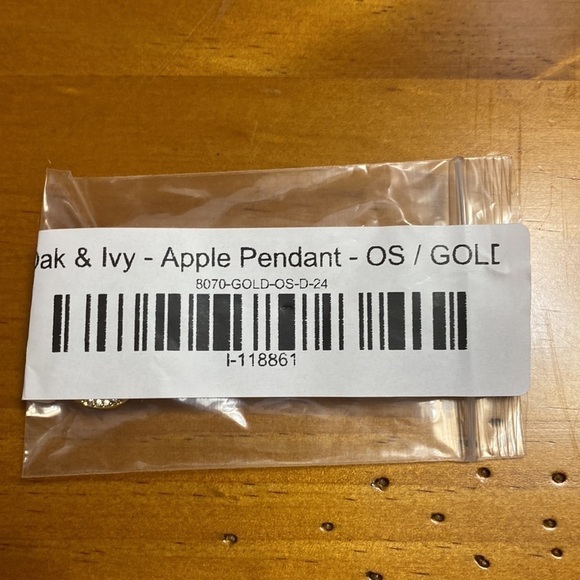 Oak & Ivy - Apple Pendant - OS / GOLD
8070-GOLD-OS-D-24
I-118861